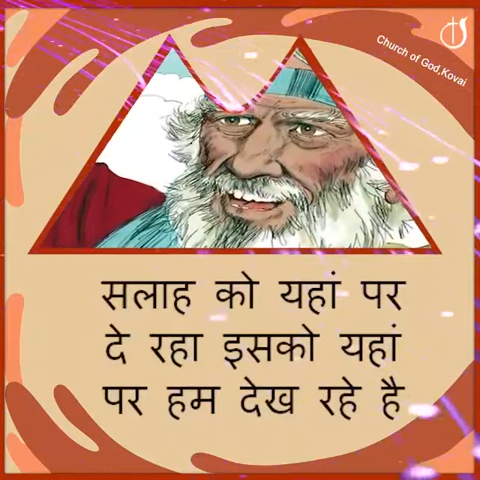 Church of God,Kovai
सलाह को यहां पर
दे रहा इसको यहां
पर हम देख रहे है